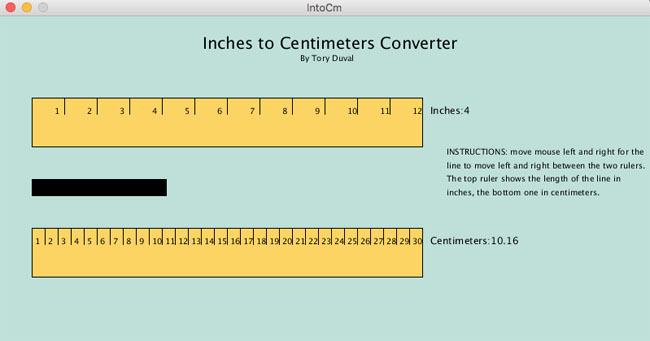 IntoCm
Inches to Centimeters Converter
By Tory Duval
1 2 3 4 5 6 7 8 9 10 11 12
Inches:4
INSTRUCTIONS: move mouse left and right for the
line to move left and right between the two rulers.
The top ruler shows the length of the line in
inches, the bottom one in centimeters.
1 2 3 4 5 6 7 8 9 10 11 12 13 14 15 16 17 18 19 20 21 22 23 24 25 26 27 28 29 30
Centimeters:10.16